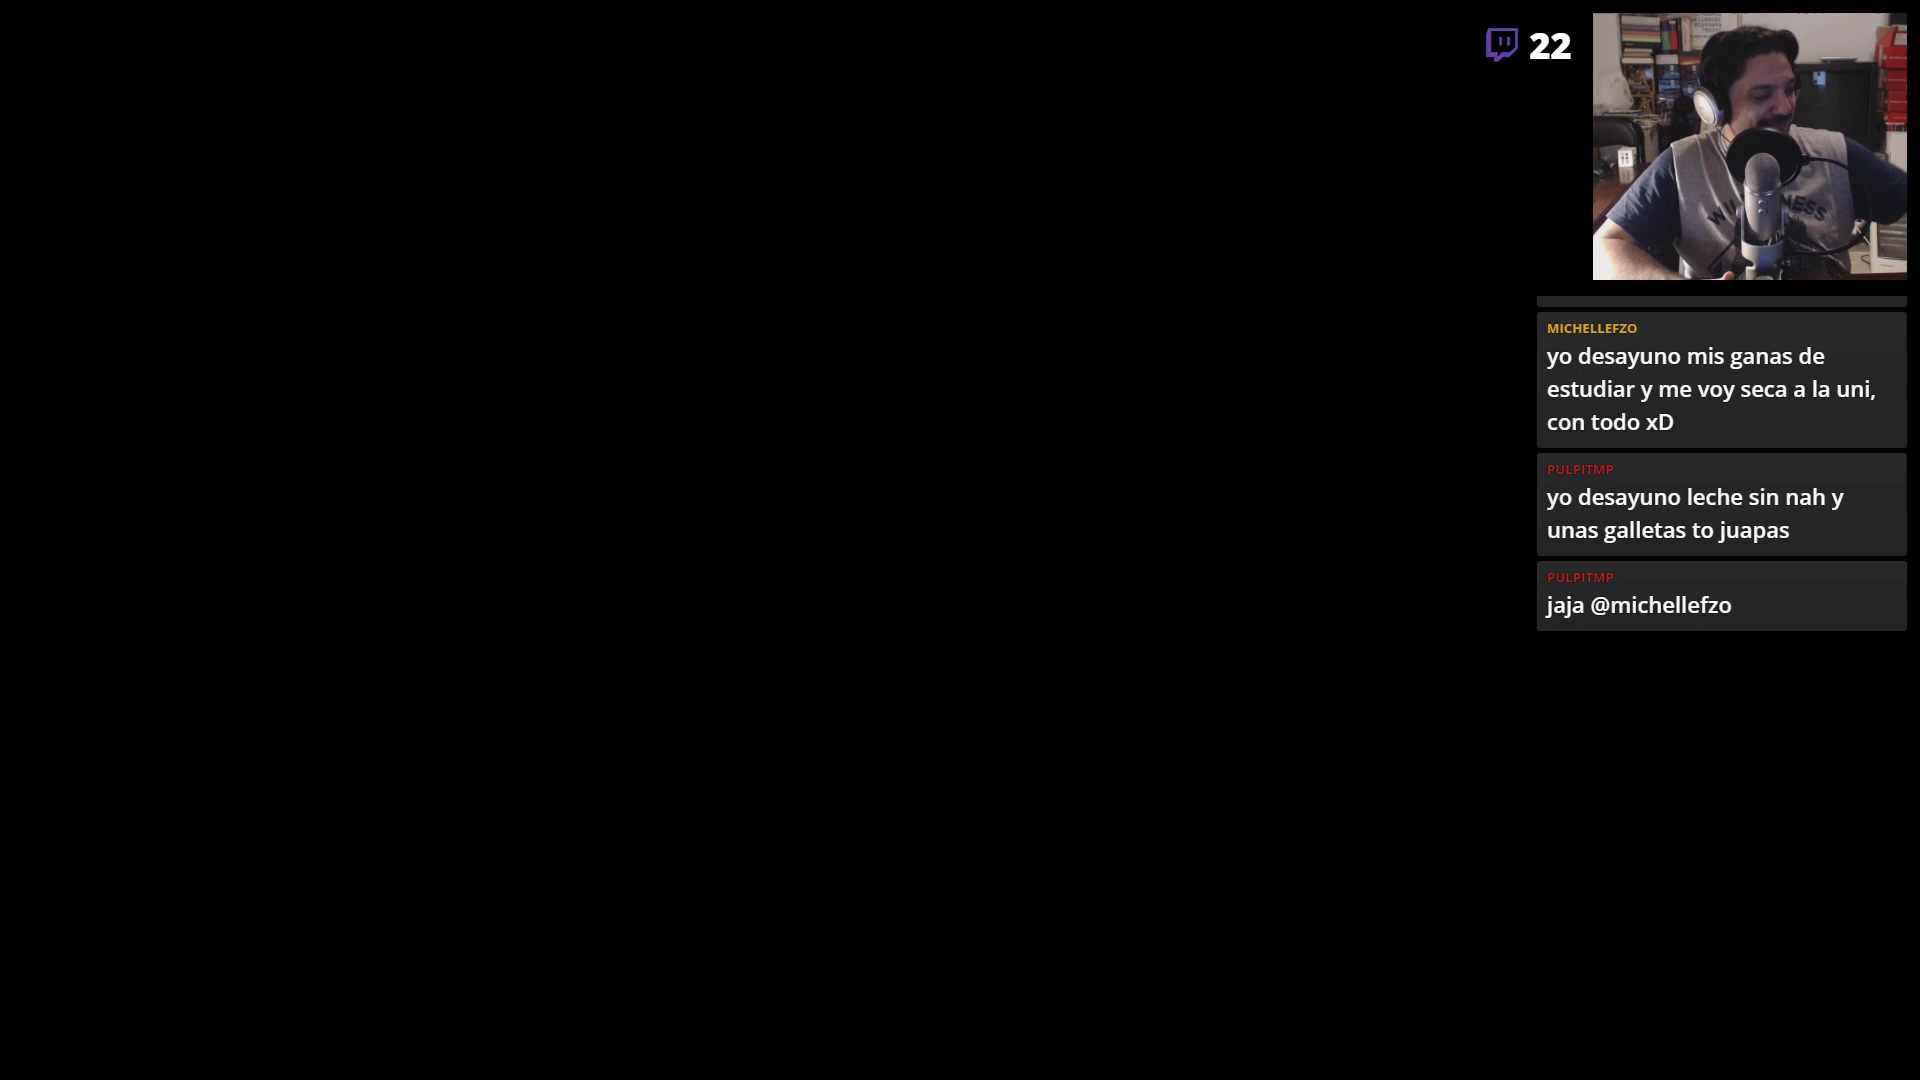 22
MICHELLEFZO
yo desayuno mis ganas de
estudiar y me voy seca a la uni,
con todo xD
PULPITMP
yo desayuno leche sin nah y
unas galletas to juapas
PULPITMP
jaja @michellefzo